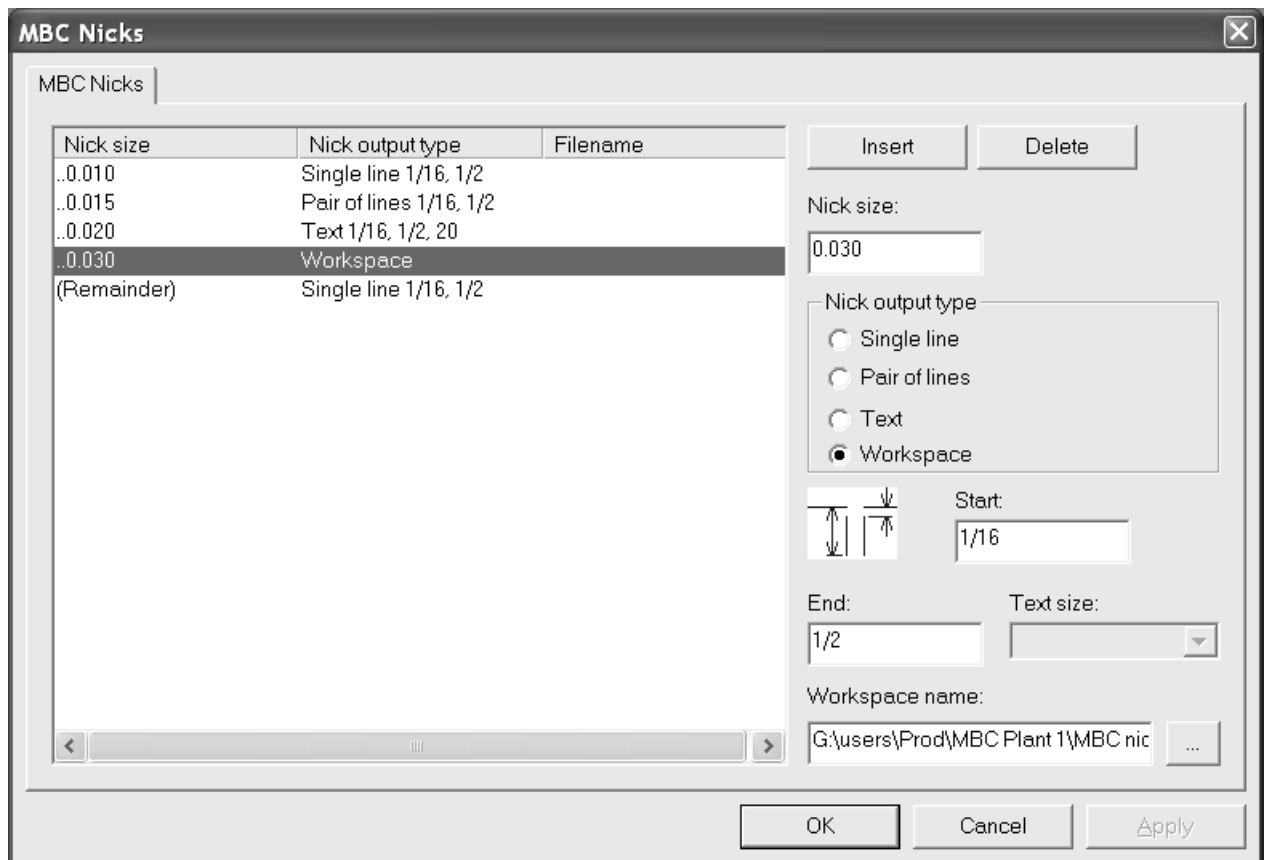 MBC Nicks
MBC Nicks
Nick size Nick output type Filename
..0.010 Single line 1/16, 1/2
..0.015 Pair of lines 1/16, 1/2
..0.020 Text 1/16, 1/2, 20
..0.030 Workspace
(Remainder) Single line 1/16, 1/2
Insert Delete
Nick size:
0.030
Nick output type
Single line
Pair of lines
Text
Workspace
Start:
1/16
End: Text size:
1/2
Workspace name:
G:\users\Prod\MBC Plant 1\MBC nic ...
OK Cancel Apply